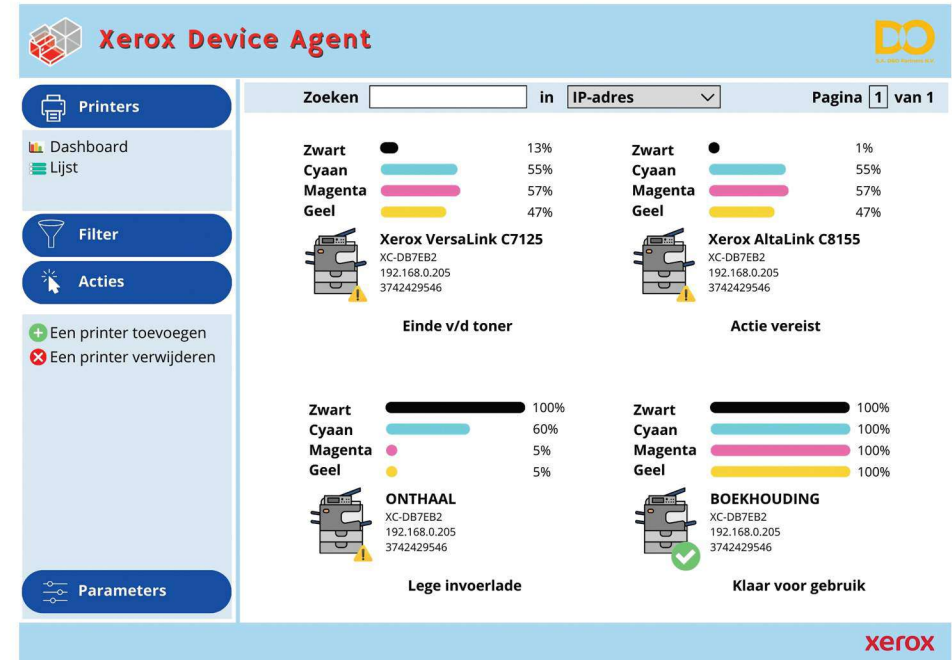 Xerox Device Agent
DO
Printers
Zoeken in IP-adres Pagina 1 van 1
Dashboard
Lijst
Filter
Acties
Een printer toevoegen
Een printer verwijderen
Parameters
Zwart 13%
Cyaan 55%
Magenta 57%
Geel 47%
Xerox VersaLink C7125
XC-DB7EB2
192.168.0.205
3742429546
Einde v/d toner
Zwart 1%
Cyaan 55%
Magenta 57%
Geel 47%
Xerox AltaLink C8155
XC-DB7EB2
192.168.0.205
3742429546
Actie vereist
Zwart 100%
Cyaan 60%
Magenta 5%
Geel 5%
ONTHAAL
XC-DB7EB2
192.168.0.205
3742429546
Lege invoerlade
Zwart 100%
Cyaan 100%
Magenta 100%
Geel 100%
BOEKHOUDING
XC-DB7EB2
192.168.0.205
3742429546
Klaar voor gebruik
xerox